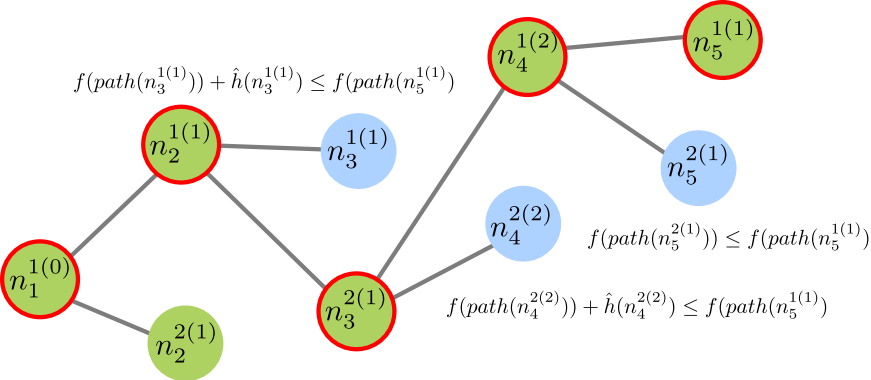 n_5^{1(1)}
n_4^{1(2)}
f(path(n_3^{1(1)})) + \hat{h}(n_3^{1(1)}) ≤ f(path(n_5^{1(1)})
n_2^{1(1)}
n_3^{1(1)}
n_5^{2(1)}
n_4^{2(2)}
f(path(n_5^{2(1)})) ≤ f(path(n_5^{1(1)})
n_1^{1(0)}
n_3^{2(1)}
f(path(n_4^{2(2)})) + \hat{h}(n_4^{2(2)}) ≤ f(path(n_5^{1(1)})
n_2^{2(1)}